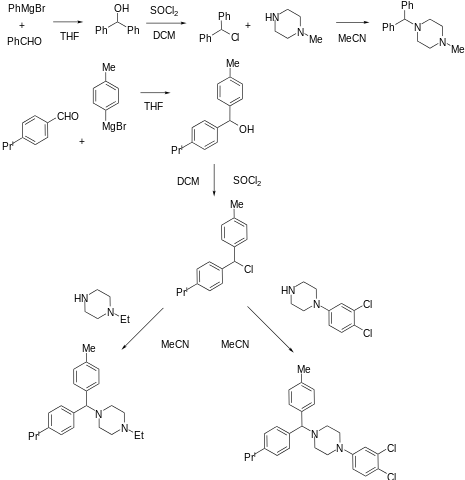 PhMgBr
+
PhCHO
THF
OH
Ph
Ph
SOCl2
DCM
Ph
Ph
Cl
+
HN
N
Me
MeCN
Ph
Ph
N
N
Me
Me
MgBr
CHO
Pri
+
THF
Me
OH
Pri
DCM
SOCl2
Me
Cl
Pri
HN
N
Et
HN
N
Cl
Cl
MeCN
MeCN
Me
N
N
Et
Pri
Me
N
N
Cl
Cl
Pri